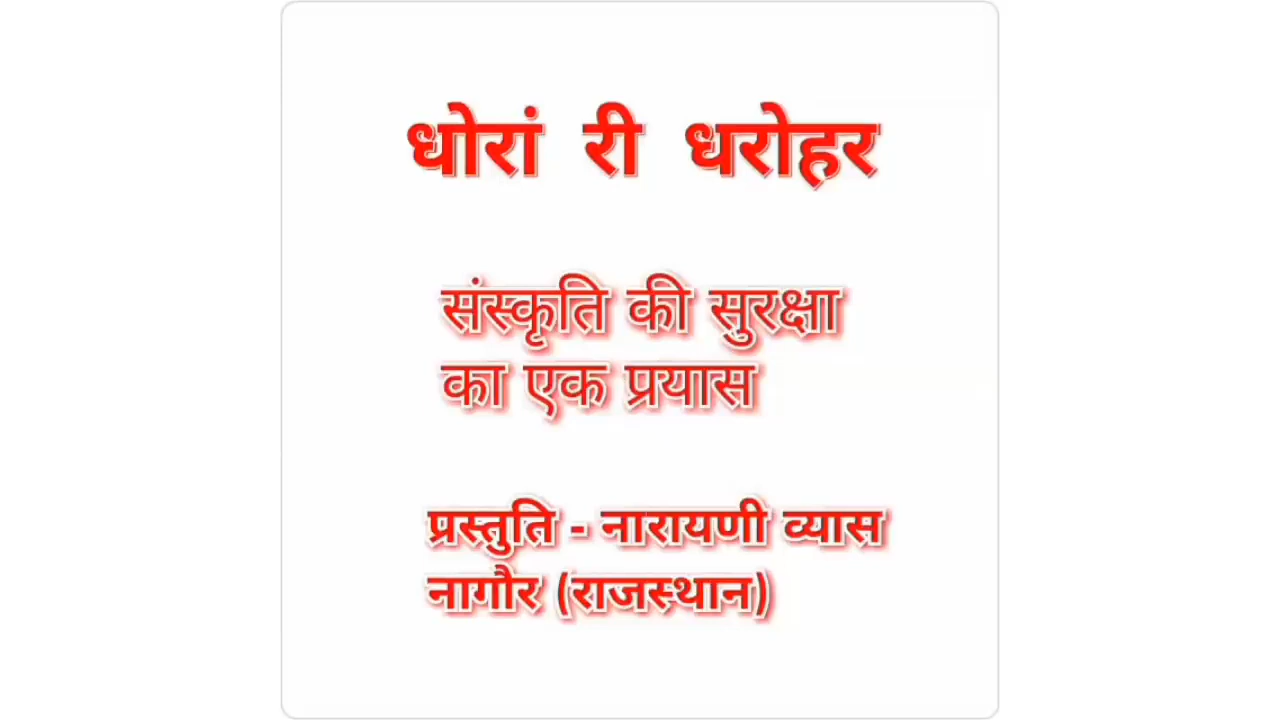 धोरां री धरोहर
संस्कृति की सुरक्षा
का एक प्रयास
प्रस्तुति - नारायणी व्यास
नागौर (राजस्थान)